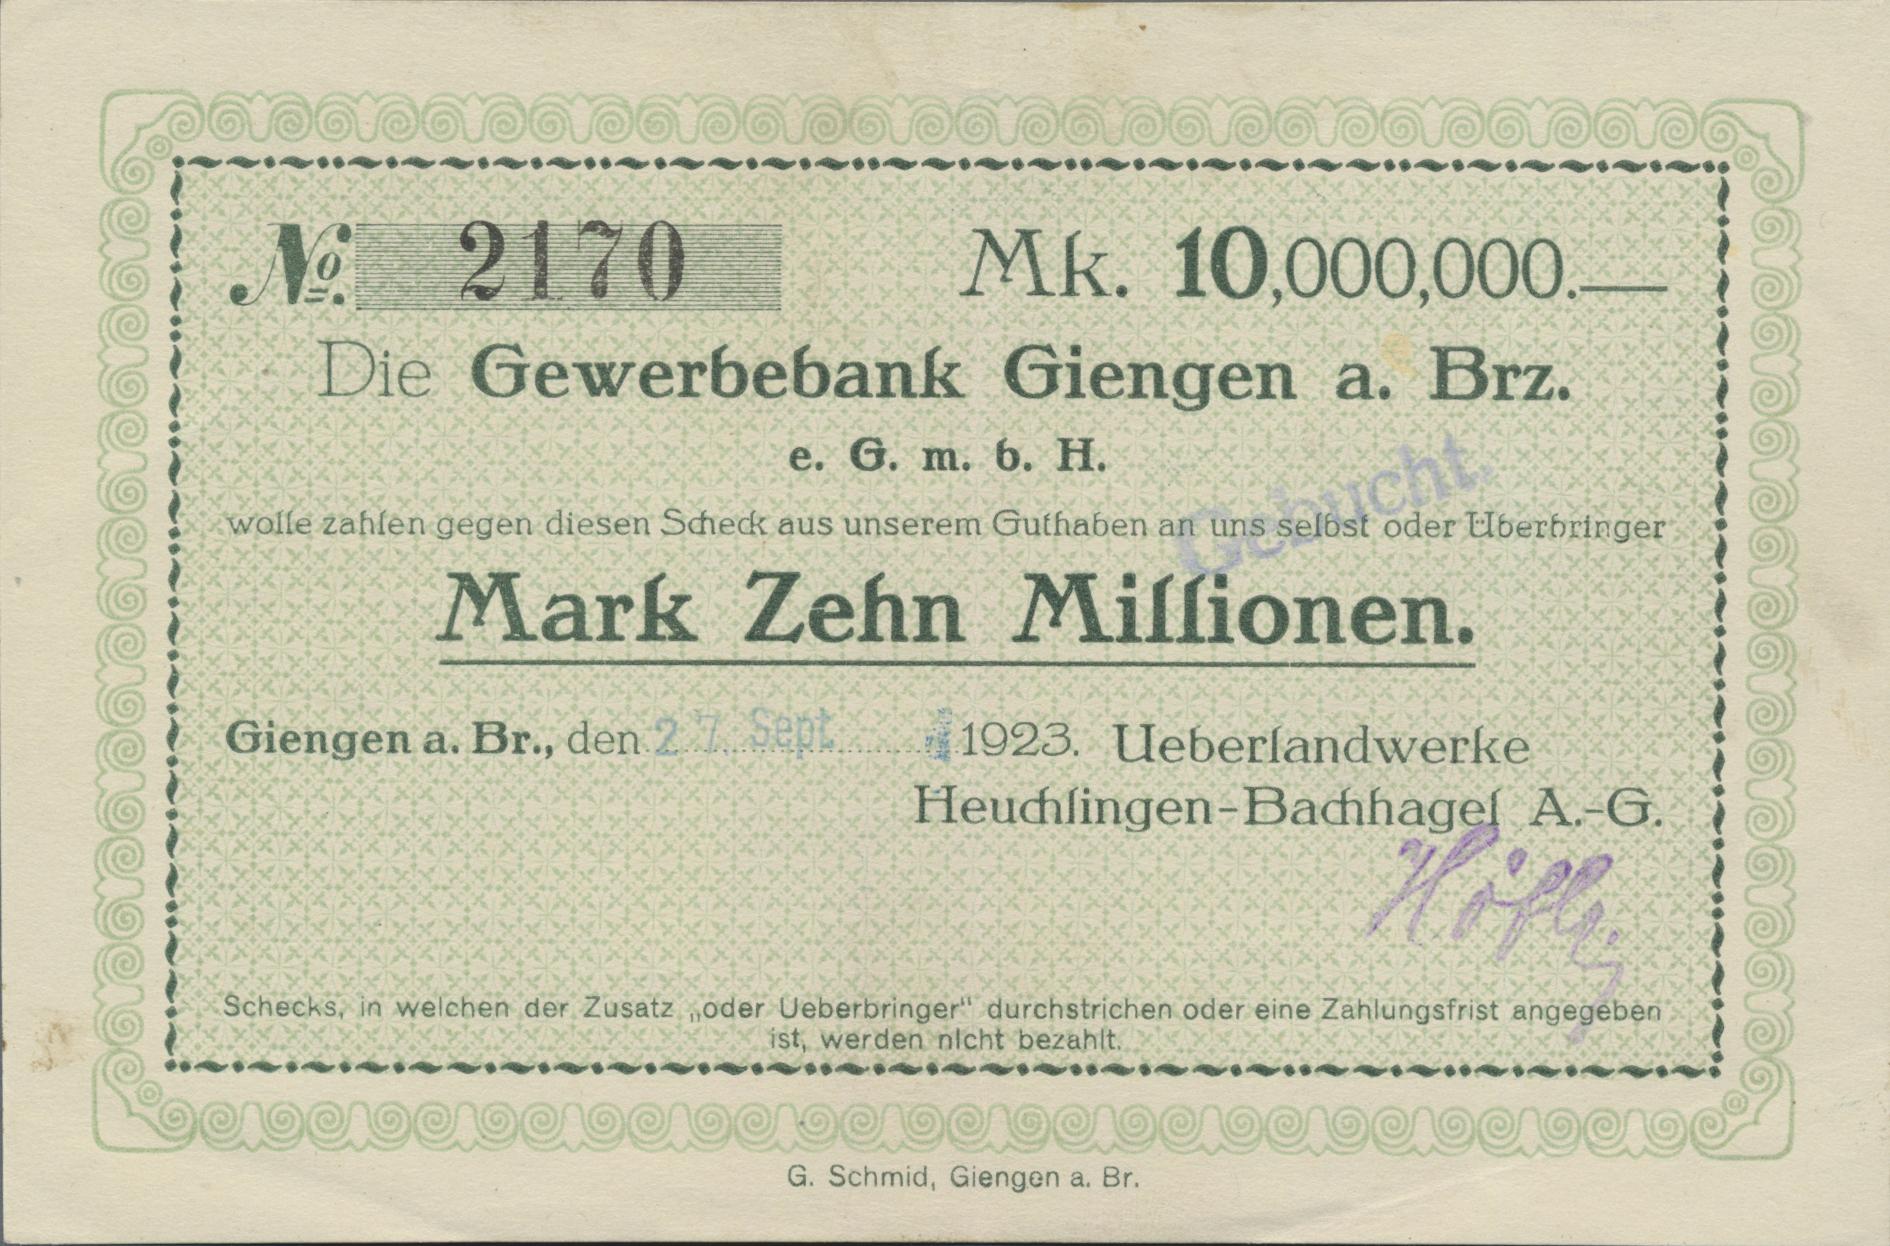 No. 2170 Mk. 10,000,000.—
Die Gewerbebank Giengen a. Brz.
e. G. m. b. H.
Gebucht.
wolle zahlen gegen diesen Scheck aus unserem Guthaben an uns selbst oder Überbringer
Mark Zehn Millionen.
Giengen a. Br., den 27. Sept. 1923. Ueberlandwerke
Heuchlingen-Bachhagel A.-G.
Schecks, in welchen der Zusatz „oder Ueberbringer" durchstrichen oder eine Zahlungsfrist angegeben
ist, werden nicht bezahlt.
G. Schmid, Giengen a. Br.